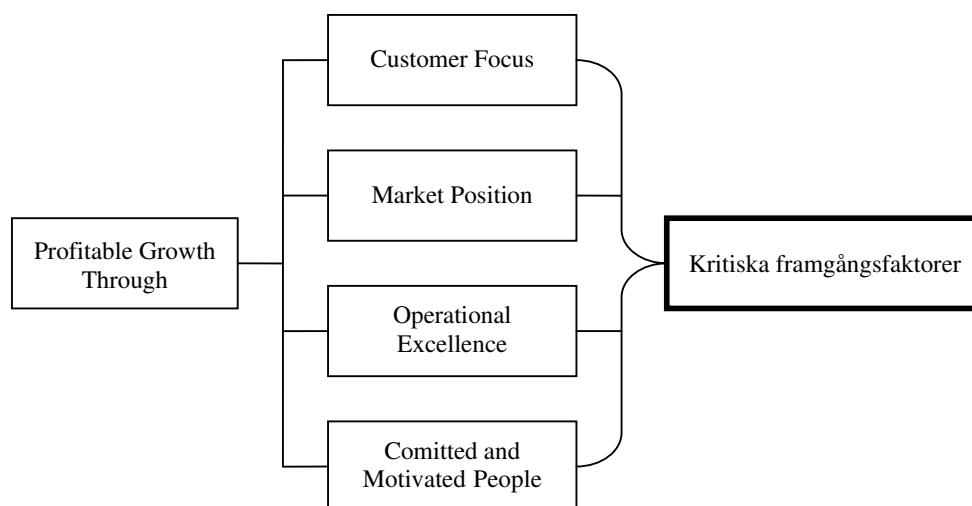 Customer Focus
Market Position
Profitable Growth
Through
Kritiska framgångsfaktorer
Operational
Excellence
Comitted and
Motivated People